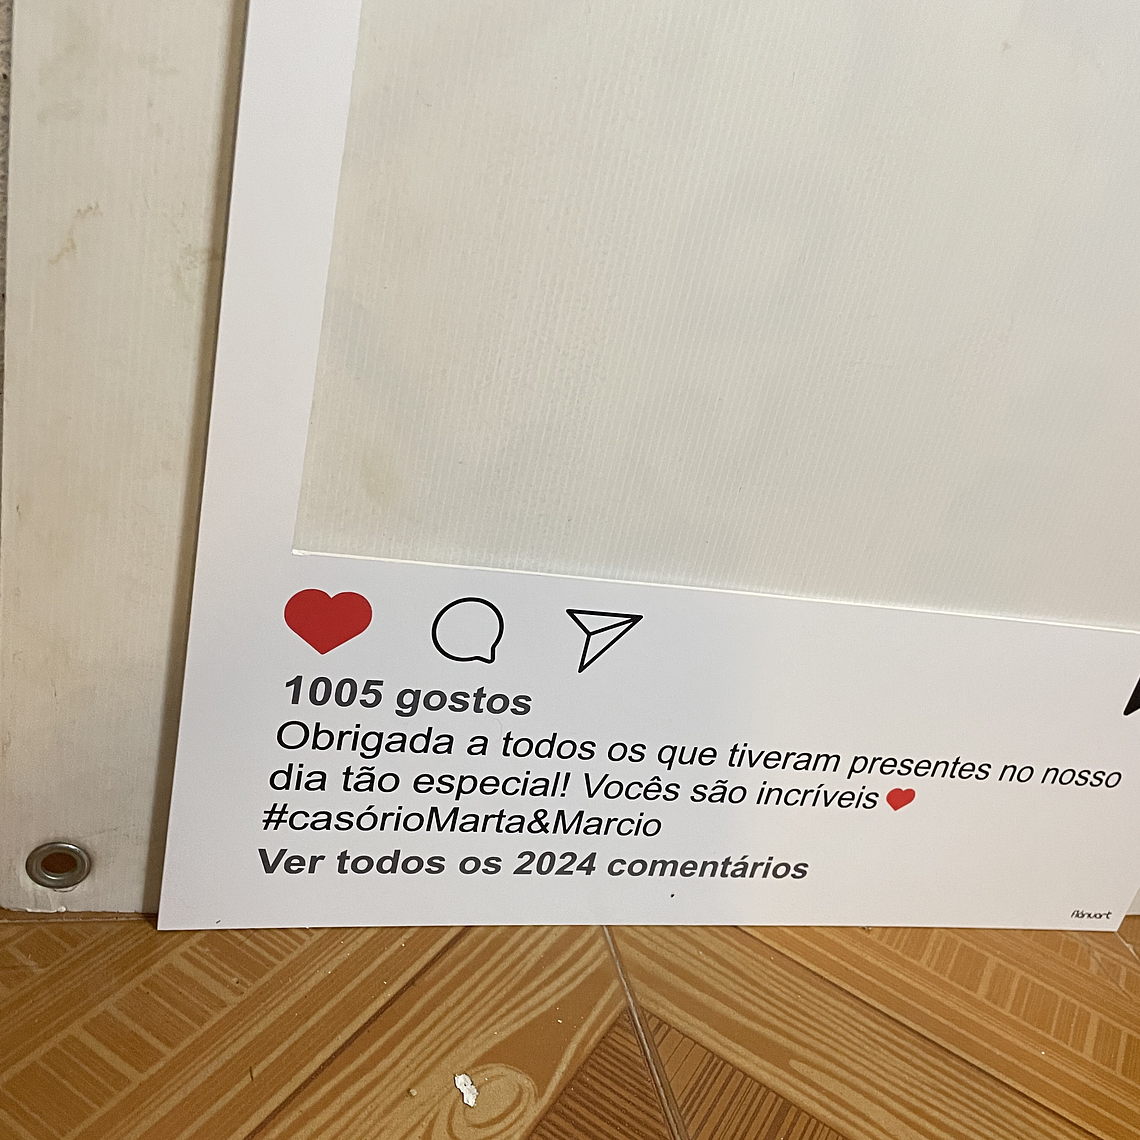 1005 gostos
Obrigada a todos os que tiveram presentes no nosso
dia tão especial! Vocês são incríveis ❤
#casórioMarta&Marcio
Ver todos os 2024 comentários